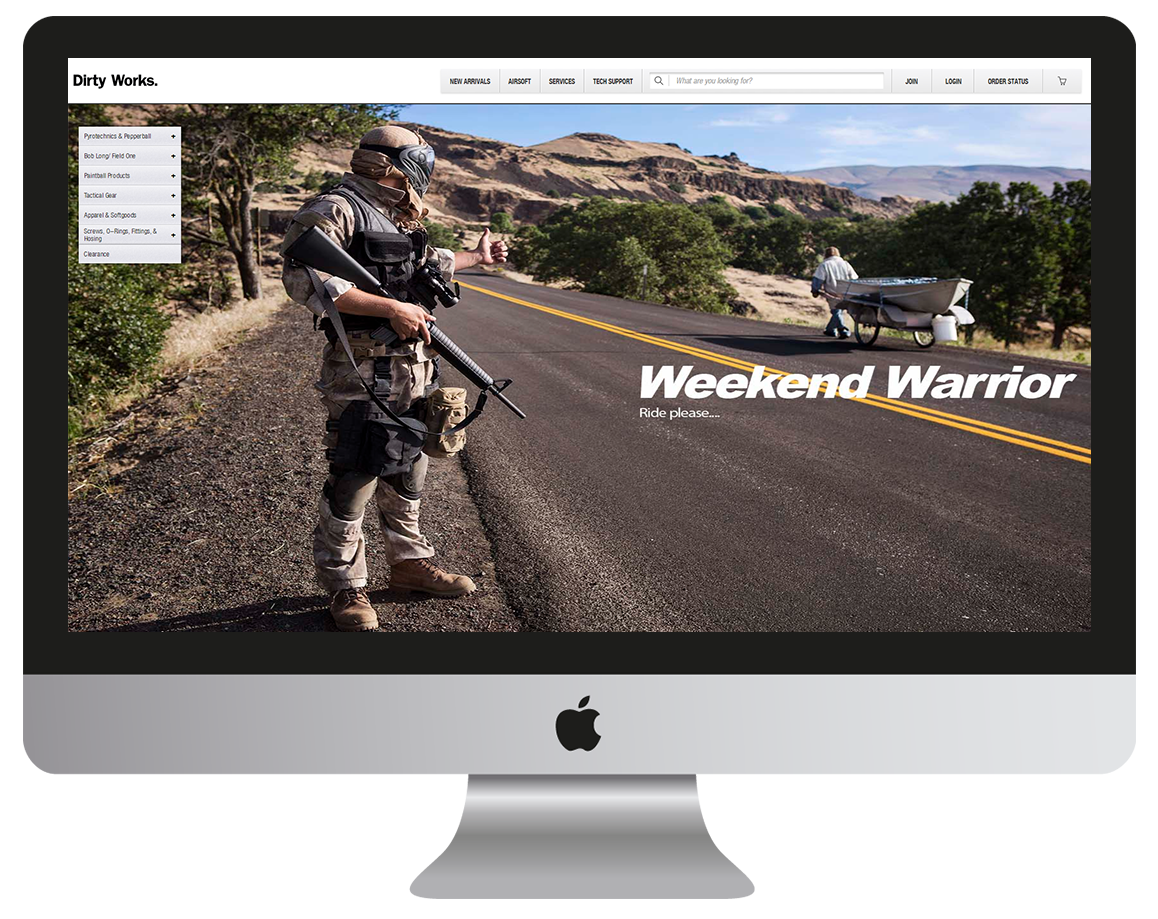 Dirty Works.
NEW ARRIVALS
AIRSOFT
SERVICES
TECH SUPPORT
What are you looking for?
JOIN
LOGIN
ORDER STATUS
Pyrotechnics & Pepperball +
Bob Long/ Field One +
Paintball Products +
Tactical Gear +
Apparel & Softgoods +
Screws, O-Rings, Fittings, & +
Hosing
Clearance
Weekend Warrior
Ride please....